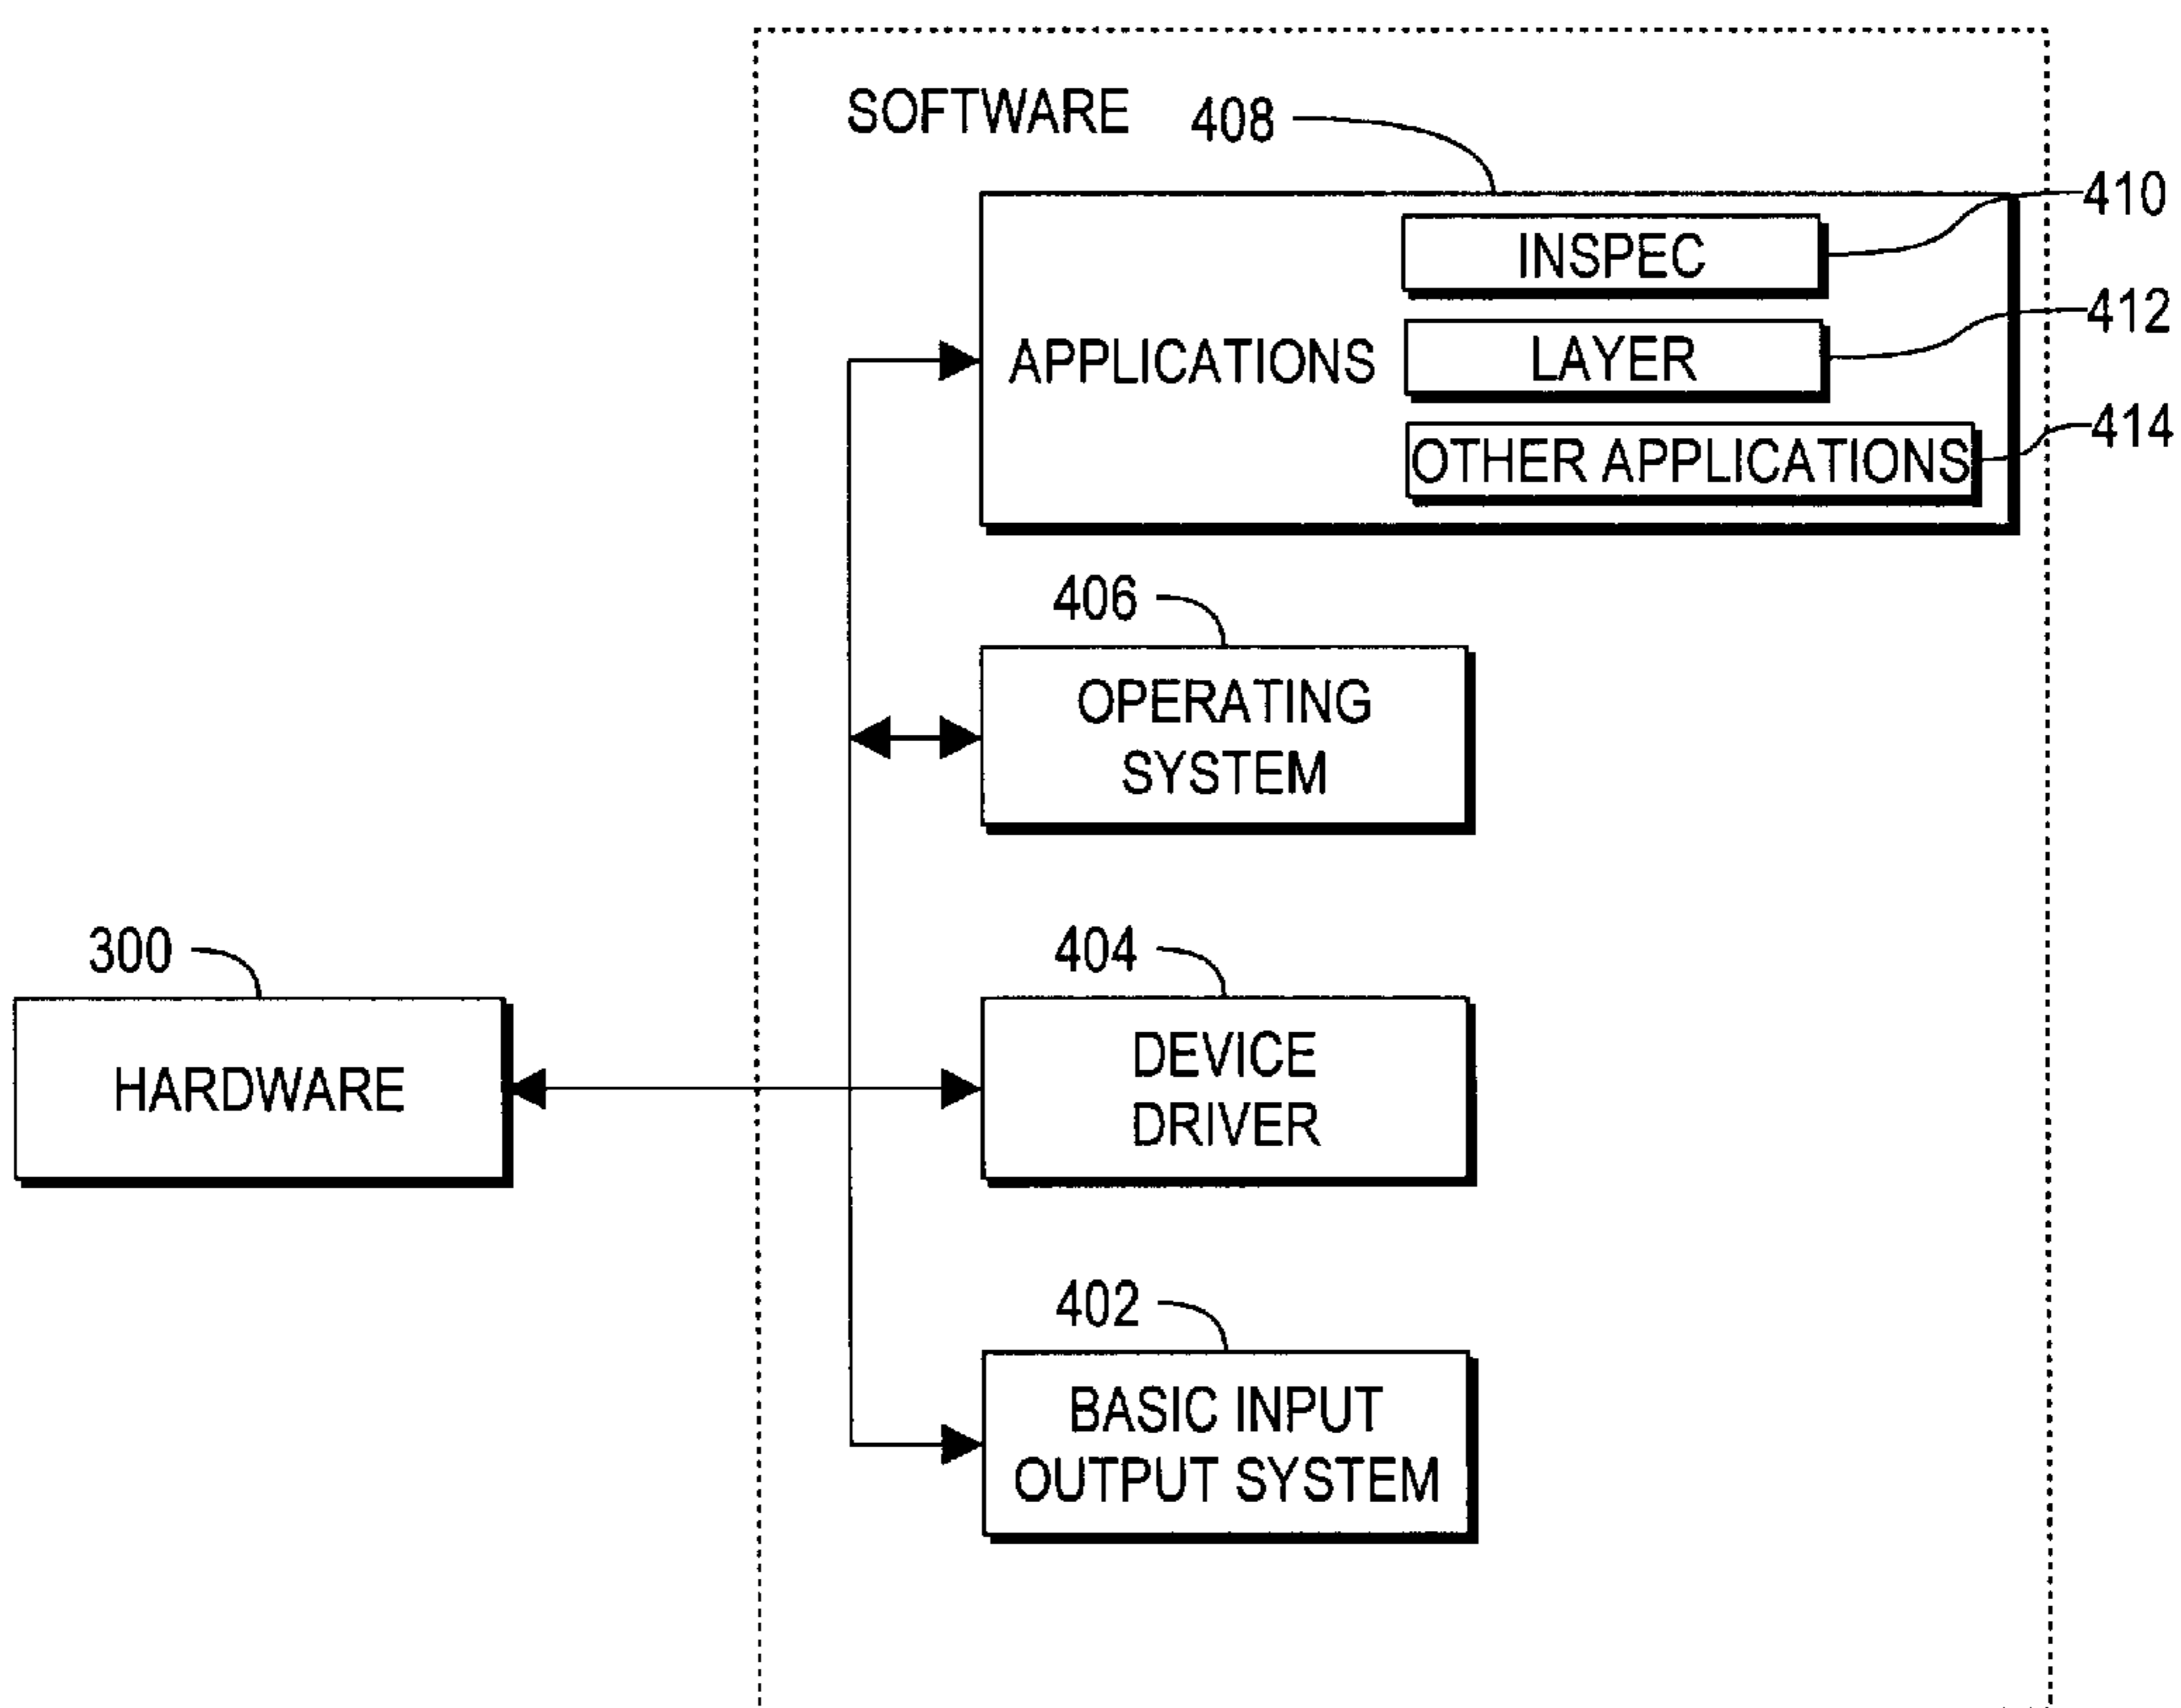 SOFTWARE
408
410
INSPEC
412
APPLICATIONS
LAYER
414
OTHER APPLICATIONS
406
OPERATING
SYSTEM
300
HARDWARE
404
DEVICE
DRIVER
402
BASIC INPUT
OUTPUT SYSTEM